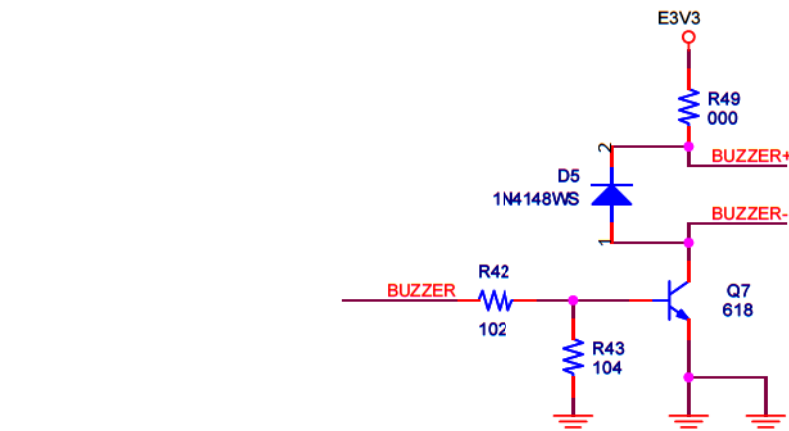 E3V3
R49
000
2
BUZZER+
D5
1N4148WS
BUZZER-
1
R42
BUZZER
102
Q7
618
R43
104